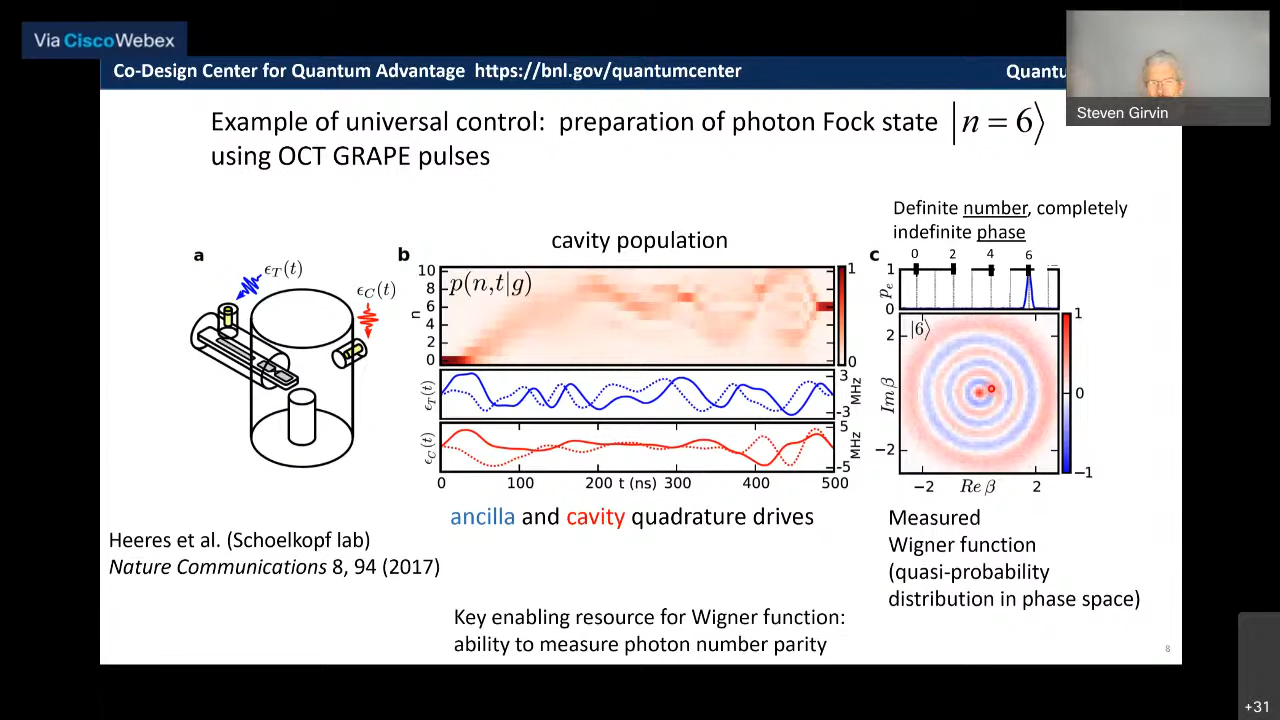 Via Cisco Webex
Co-Design Center for Quantum Advantage https://bnl.gov/quantumcenter
Quantu
Steven Girvin
Example of universal control: preparation of photon Fock state |n = 6⟩
using OCT GRAPE pulses
Definite number, completely
indefinite phase
cavity population
a
ϵ_T(t)
ϵ_C(t)
b
n
10
8
6
4
2
0
p(n,t|g)
1
0
ϵ_T(t)
3
-3
MHz
ϵ_C(t)
5
-5
MHz
0 100 200 t (ns) 300 400 500
ancilla and cavity quadrature drives
c
0 2 4 6
p_e
1
0
|6⟩
Im β
2
0
−2
−2 Re β 2
1
0
−1
Measured
Wigner function
(quasi-probability
distribution in phase space)
Heeres et al. (Schoelkopf lab)
Nature Communications 8, 94 (2017)
Key enabling resource for Wigner function:
ability to measure photon number parity
8
+31